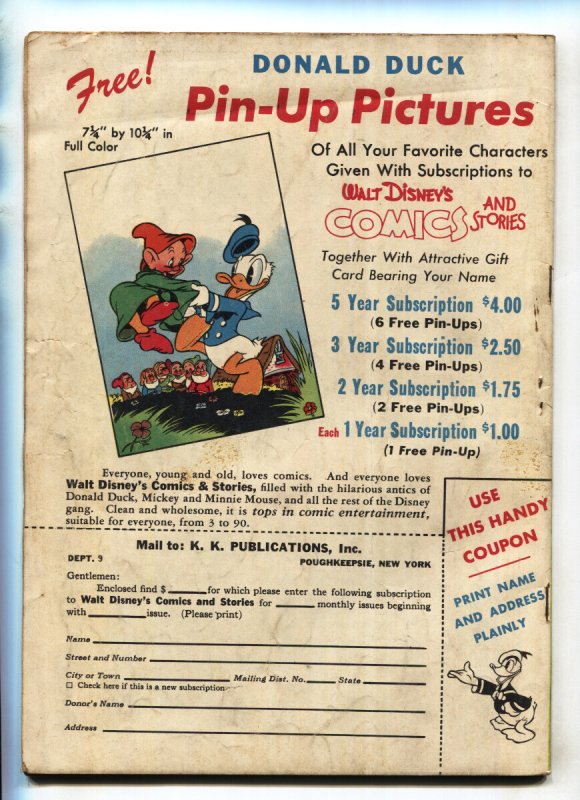 Free!
DONALD DUCK
Pin-Up Pictures
7¼" by 10¼" in
Full Color
Of All Your Favorite Characters
Given With Subscriptions to
WALT DISNEY'S
COMICS AND STORIES
Together With Attractive Gift
Card Bearing Your Name
5 Year Subscription $4.00
(6 Free Pin-Ups)
3 Year Subscription $2.50
(4 Free Pin-Ups)
2 Year Subscription $1.75
(2 Free Pin-Ups)
Each 1 Year Subscription $1.00
(1 Free Pin-Up)
Everyone, young and old, loves comics. And everyone loves
Walt Disney's Comics & Stories, filled with the hilarious antics of
Donald Duck, Mickey and Minnie Mouse, and all the rest of the Disney
gang. Clean and wholesome, it is tops in comic entertainment,
suitable for everyone, from 3 to 90.
USE
THIS HANDY
COUPON
PRINT NAME
AND ADDRESS
PLAINLY
Mail to: K. K. PUBLICATIONS, Inc.
DEPT. 9 POUGHKEEPSIE, NEW YORK
Gentlemen:
Enclosed find $ for which please enter the following subscription
to Walt Disney's Comics and Stories for monthly issues beginning
with issue. (Please print)
Name
Street and Number
City or Town Mailing Dist. No. State
☐ Check here if this is a new subscription
Donor's Name
Address